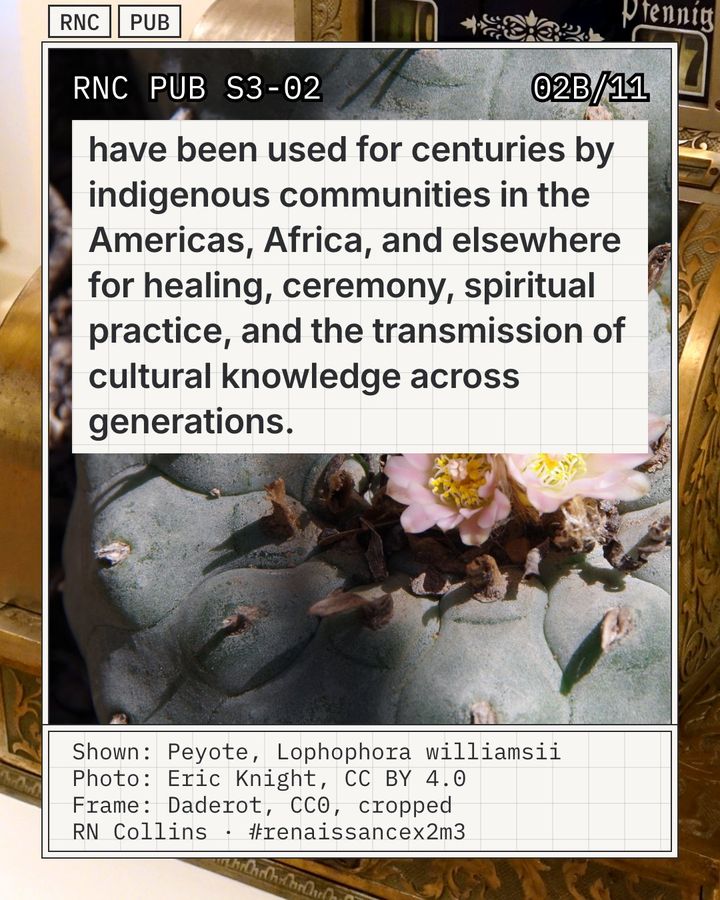 RNC PUB
Pfennig
RNC PUB S3-02 02B/11
have been used for centuries by
indigenous communities in the
Americas, Africa, and elsewhere
for healing, ceremony, spiritual
practice, and the transmission of
cultural knowledge across
generations.
Shown: Peyote, Lophophora williamsii
Photo: Eric Knight, CC BY 4.0
Frame: Daderot, CC0, cropped
RN Collins · #renaissancex2m3